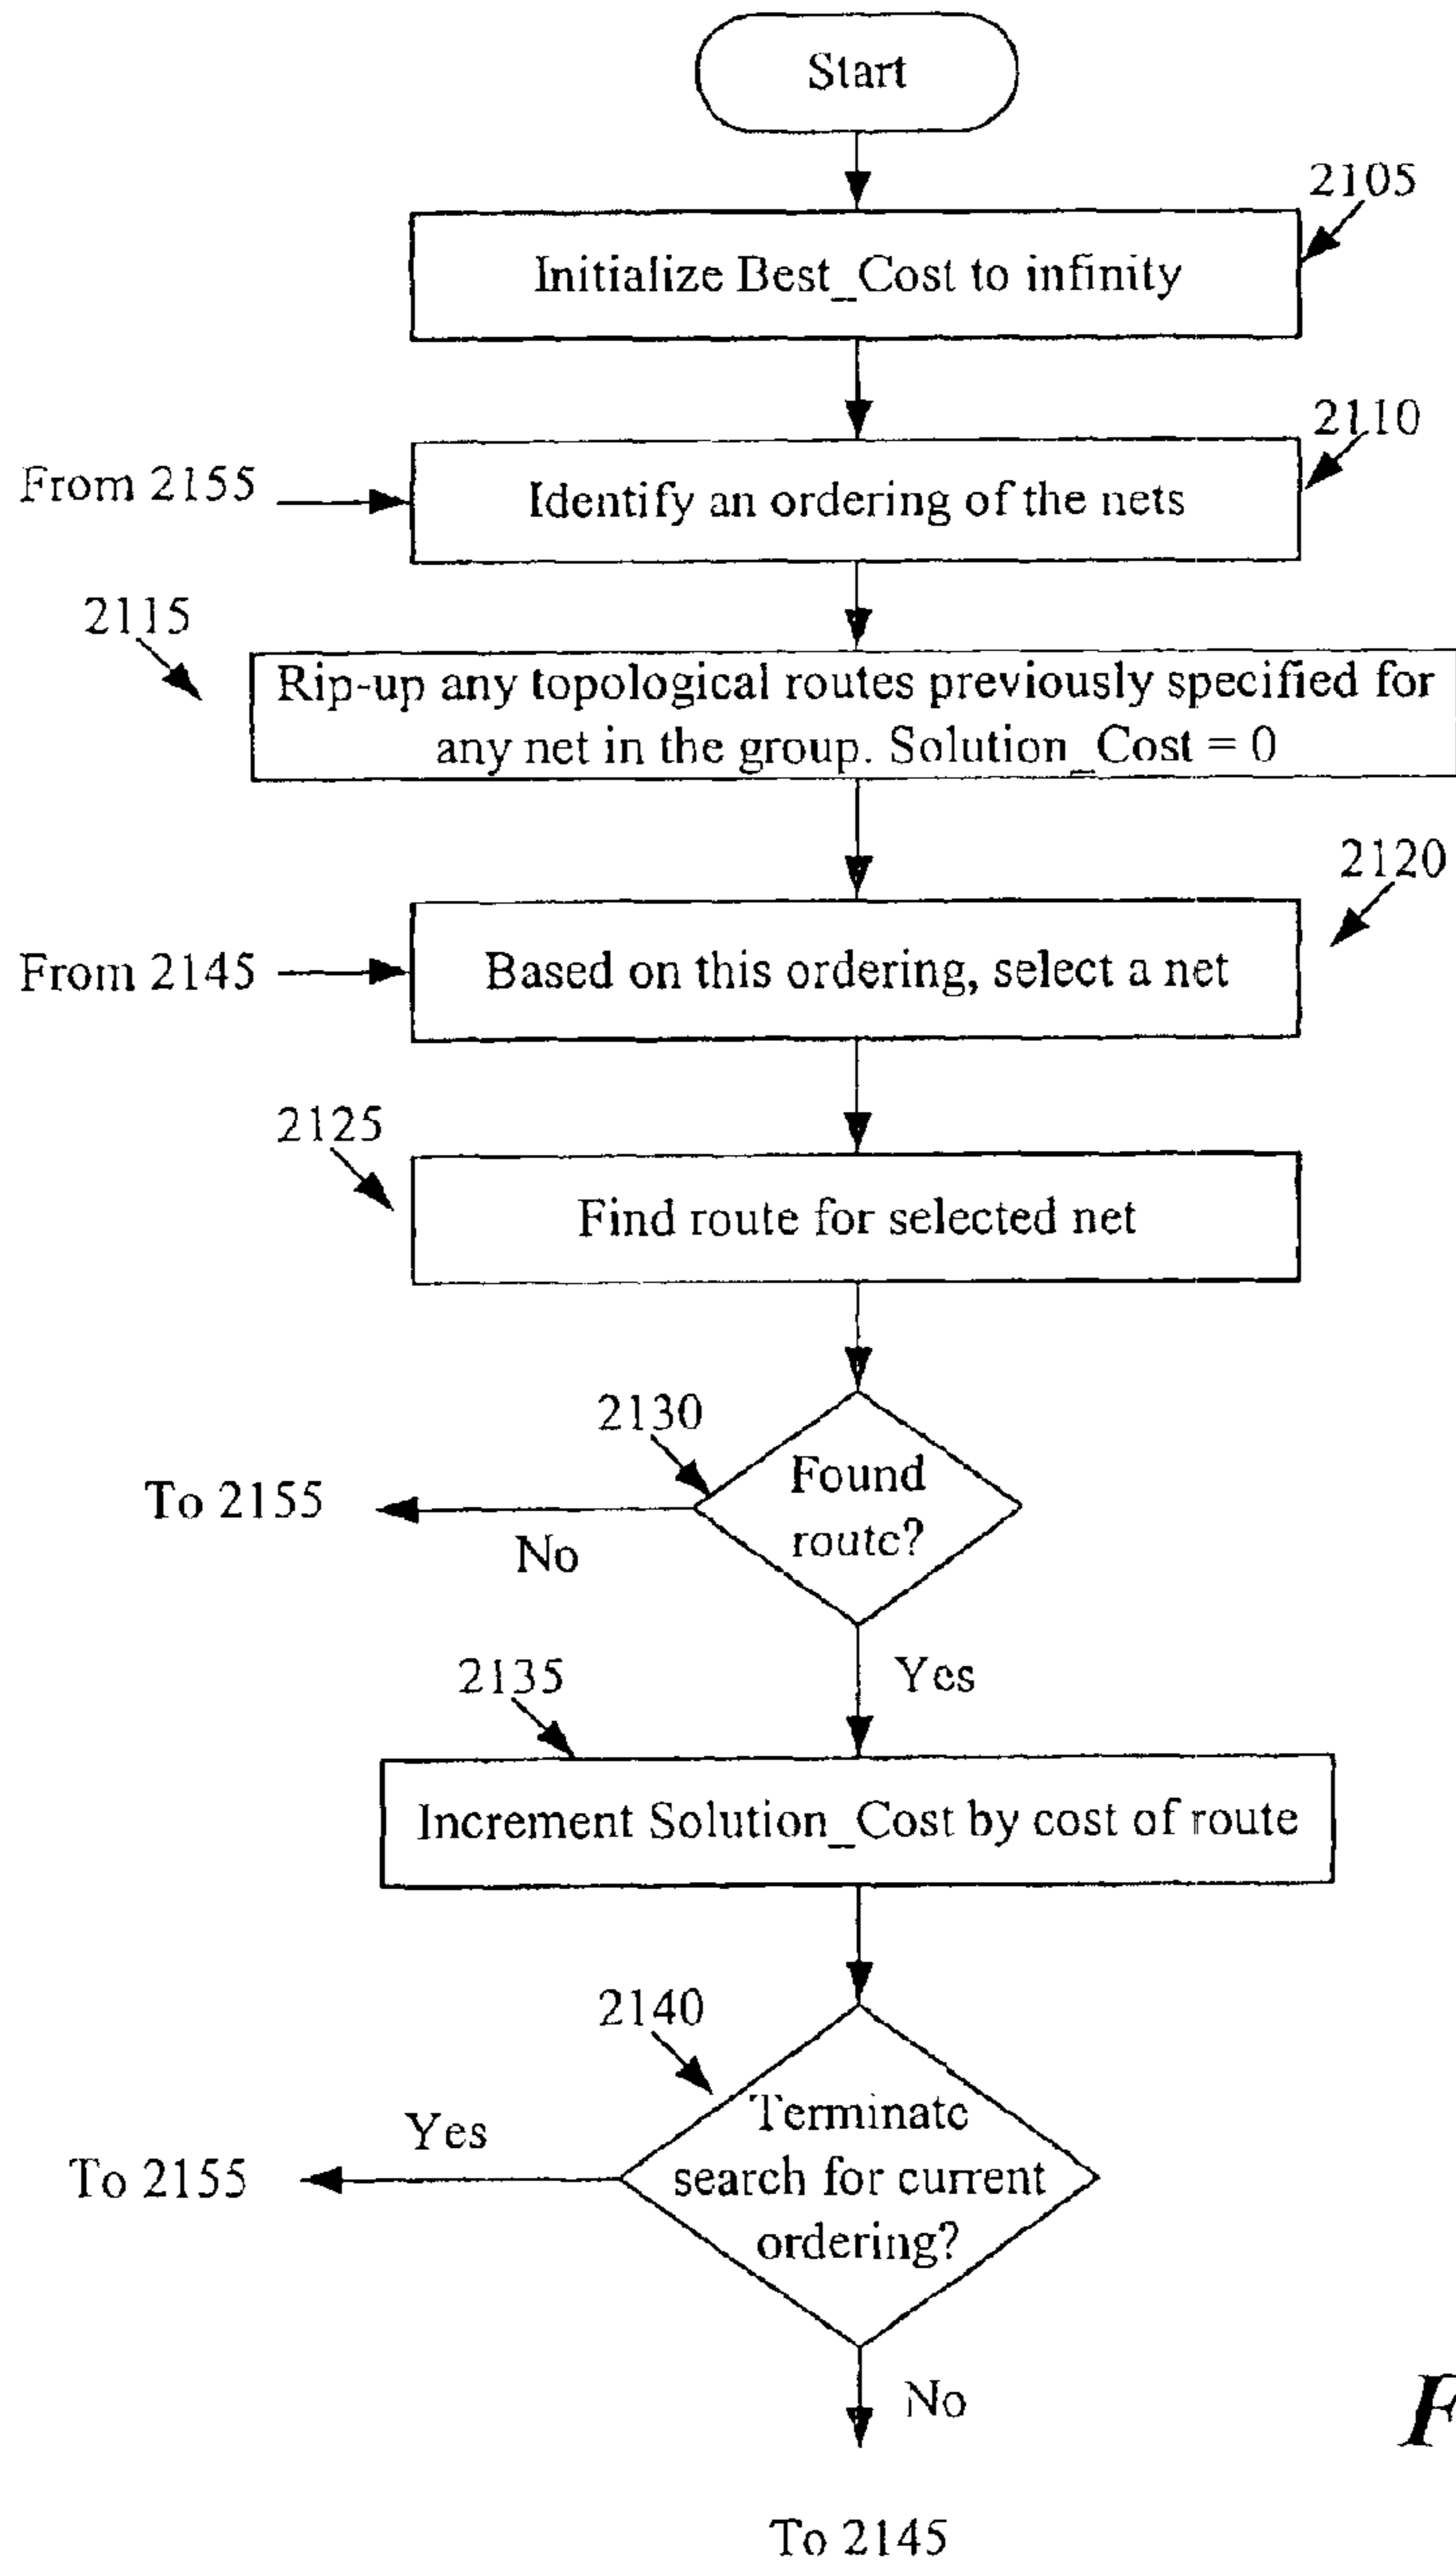 Start
2105
Initialize Best_Cost to infinity
2110
From 2155
Identify an ordering of the nets
2115
Rip-up any topological routes previously specified for
any net in the group. Solution_Cost = 0
2120
From 2145
Based on this ordering, select a net
2125
Find route for selected net
2130
Found
route?
To 2155
No
Yes
2135
Increment Solution_Cost by cost of route
2140
Terminate
search for current
ordering?
Yes
To 2155
No
F
To 2145